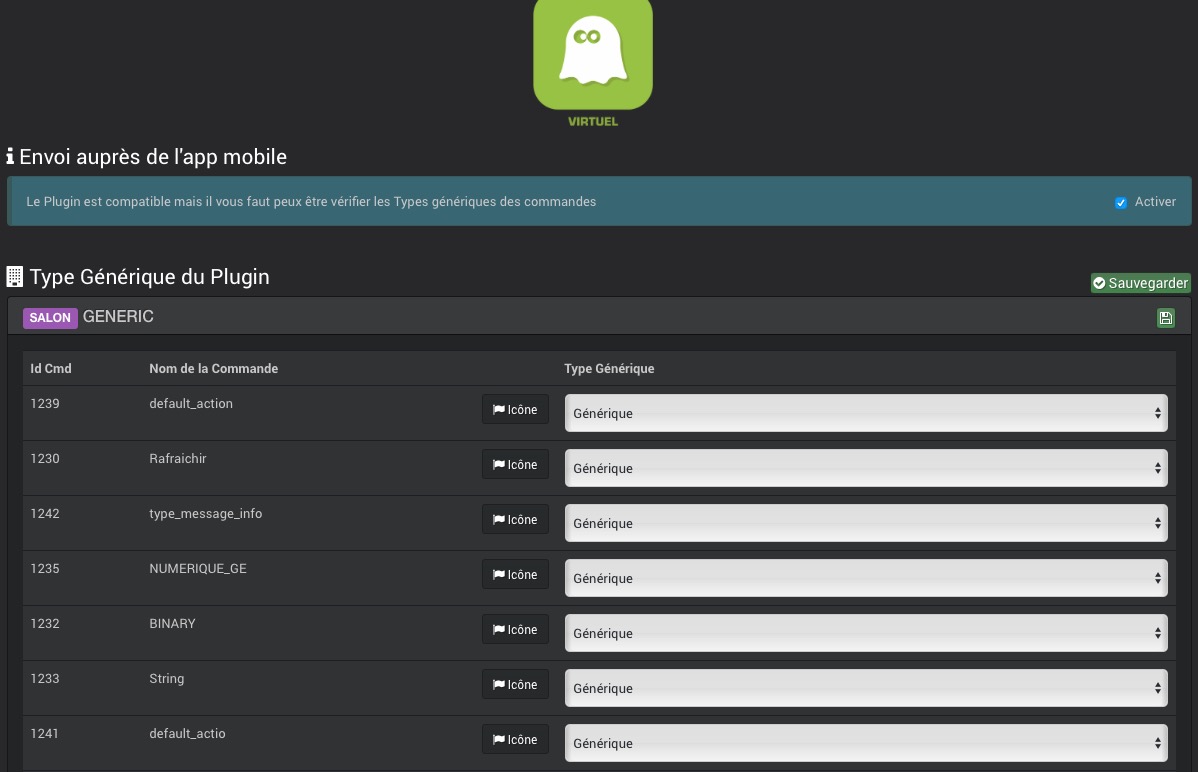 VIRTUEL
Envoi auprès de l'app mobile
Le Plugin est compatible mais il vous faut peux être vérifier les Types génériques des commandes Activer
Type Générique du Plugin
Sauvegarder
SALON GENERIC
Id Cmd Nom de la Commande Type Générique
1239 default_action Icône Générique
1230 Rafraichir Icône Générique
1242 type_message_info Icône Générique
1235 NUMERIQUE_GE Icône Générique
1232 BINARY Icône Générique
1233 String Icône Générique
1241 default_actio Icône Générique